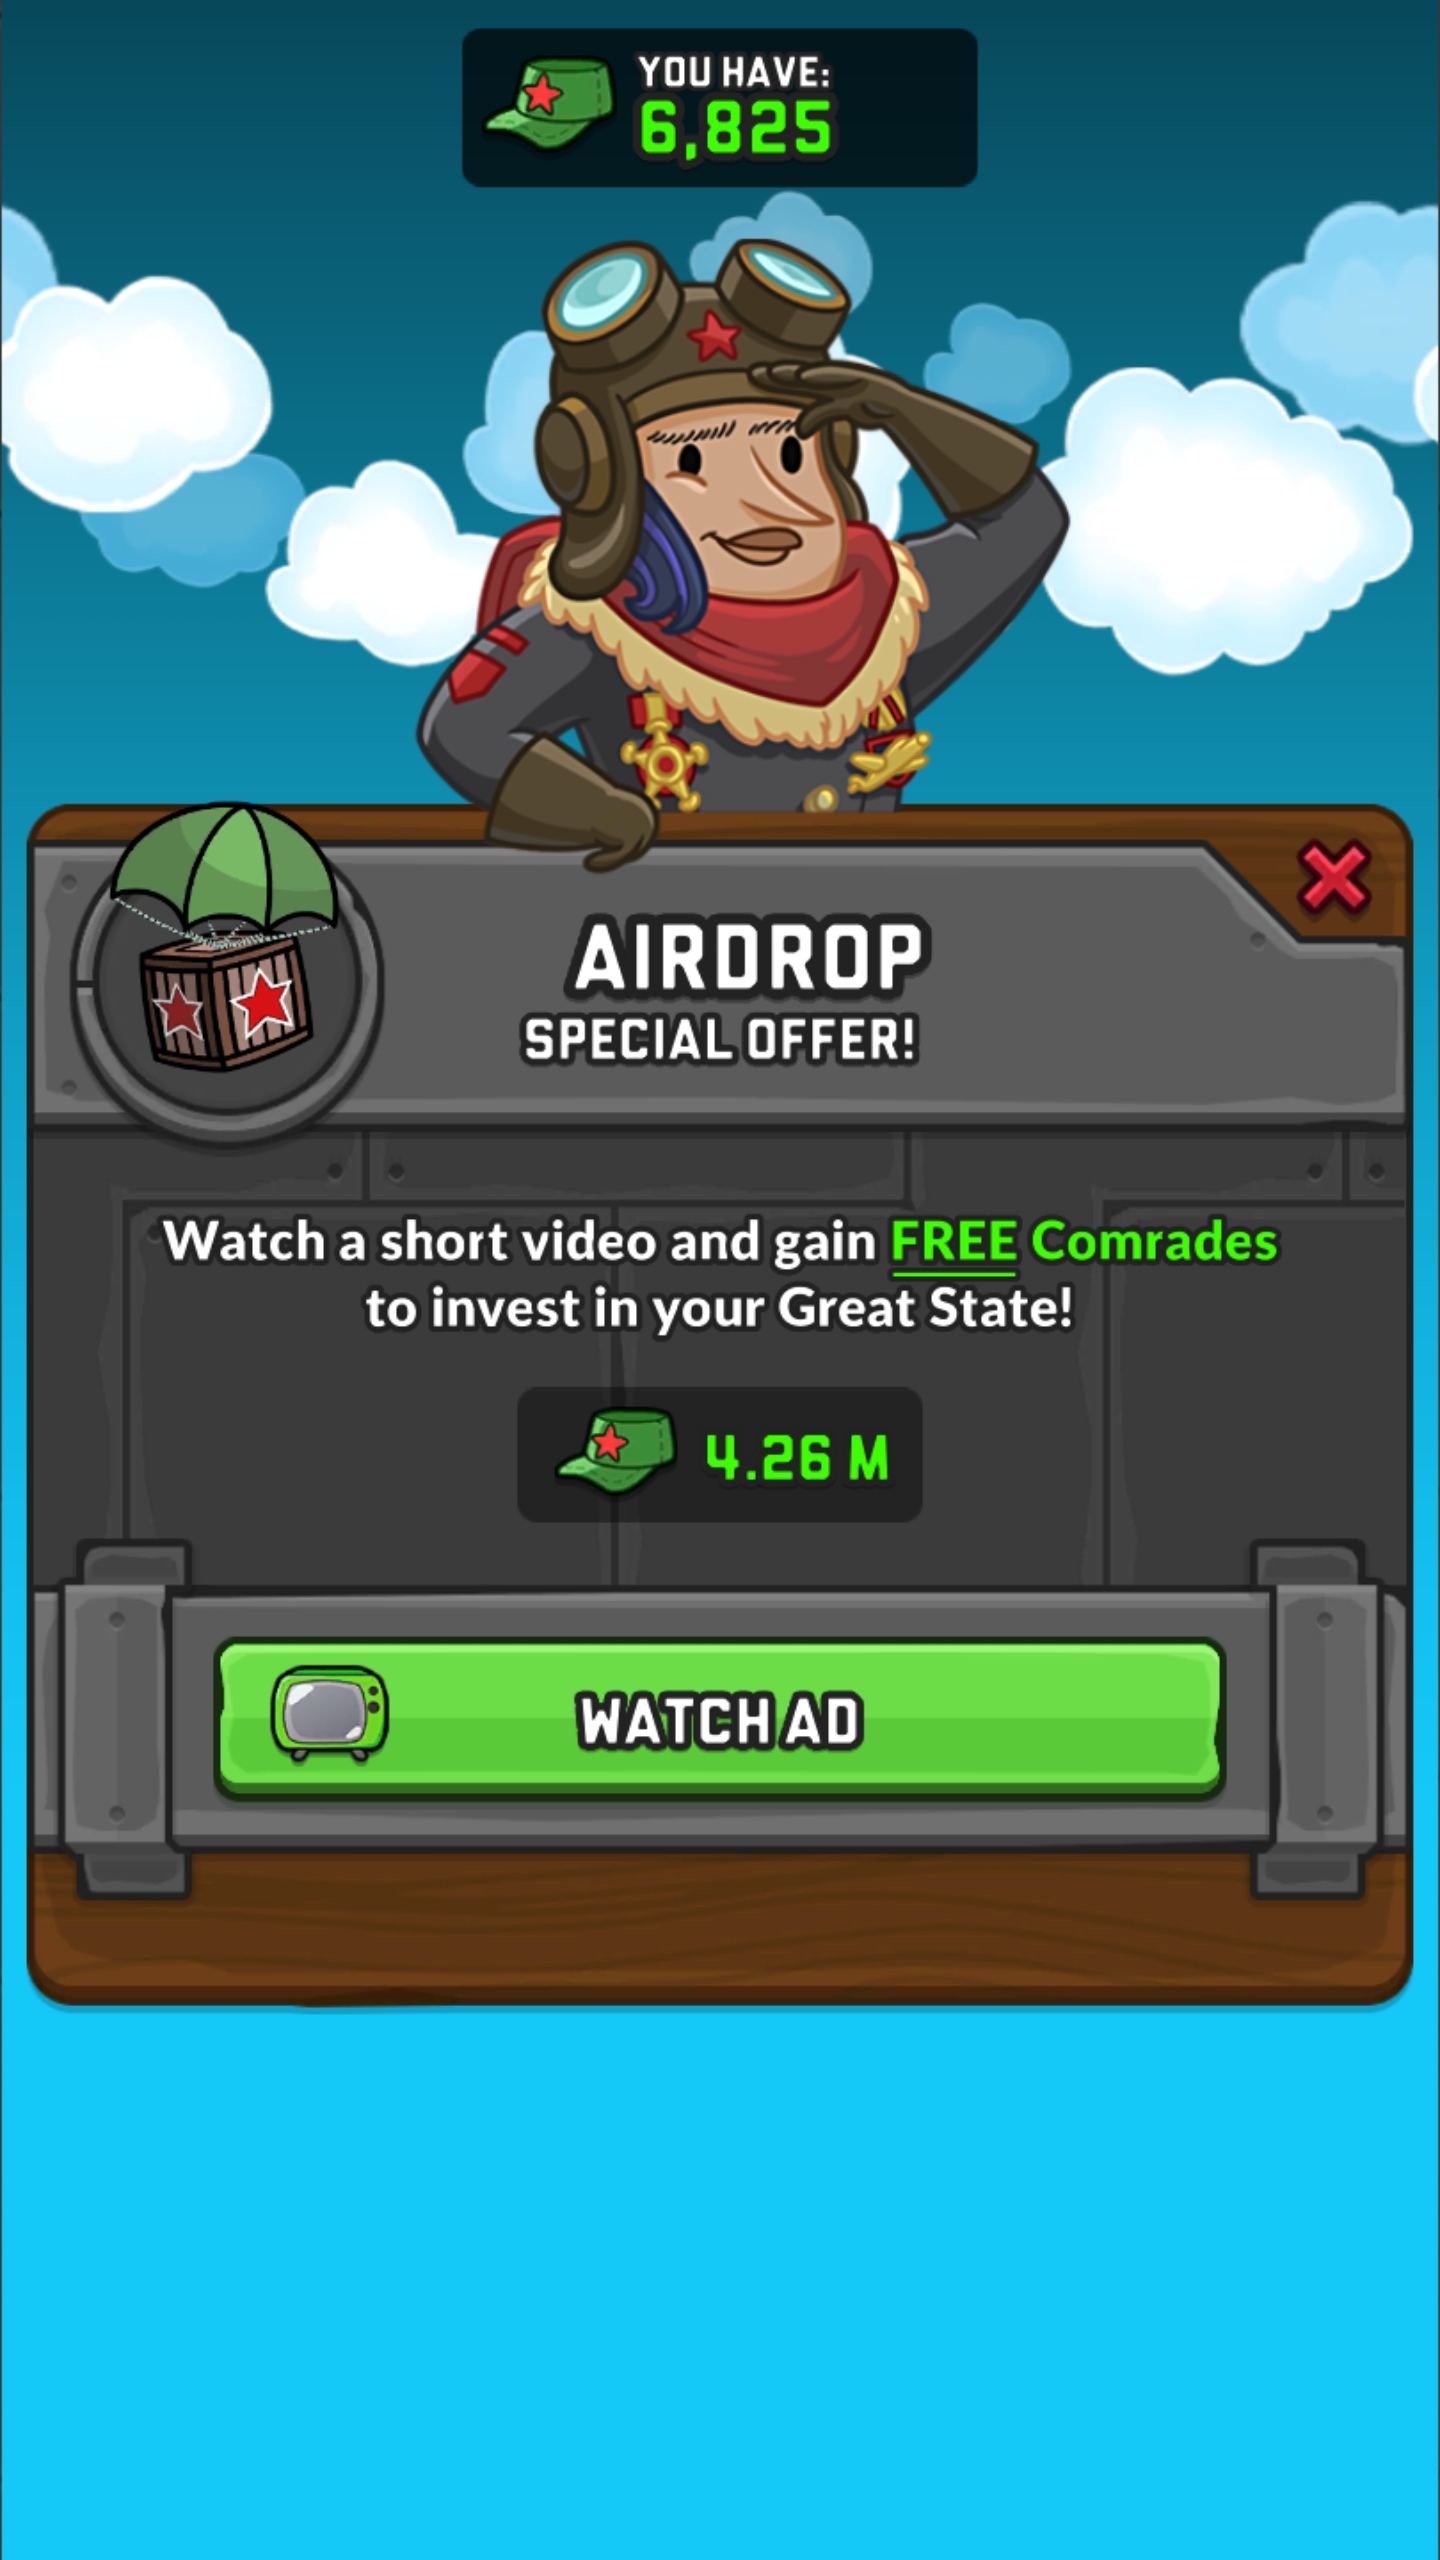 YOU HAVE:
6,825
AIRDROP
SPECIAL OFFER!
Watch a short video and gain FREE Comrades
to invest in your Great State!
4.26 M
WATCH AD